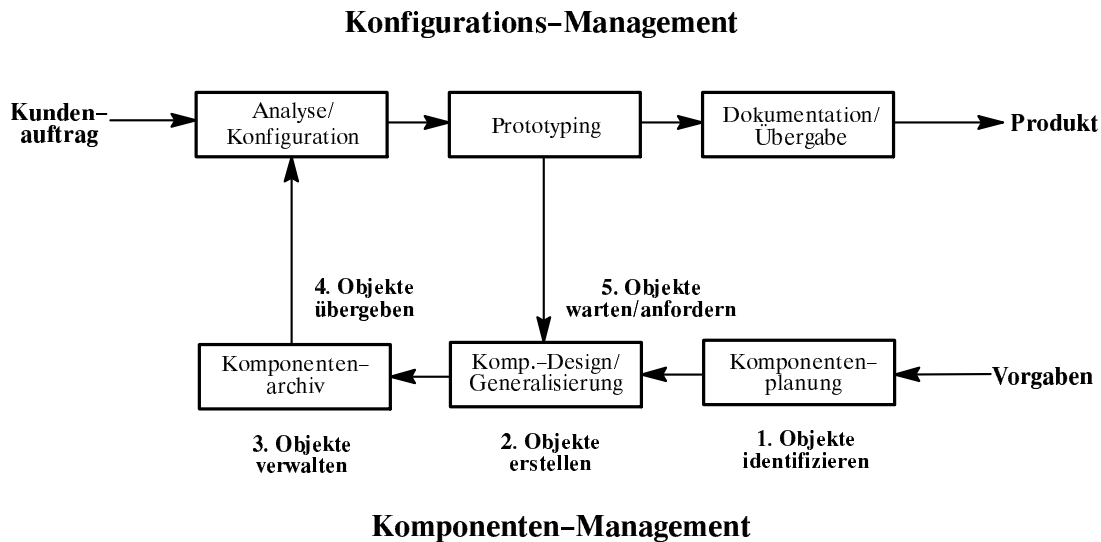 Konfigurations-Management
Kunden-
auftrag
Analyse/
Konfiguration
Prototyping
Dokumentation/
Übergabe
Produkt
4. Objekte
übergeben
5. Objekte
warten/anfordern
Komponenten-
archiv
Komp.-Design/
Generalisierung
Komponenten-
planung
Vorgaben
3. Objekte
verwalten
2. Objekte
erstellen
1. Objekte
identifizieren
Komponenten-Management